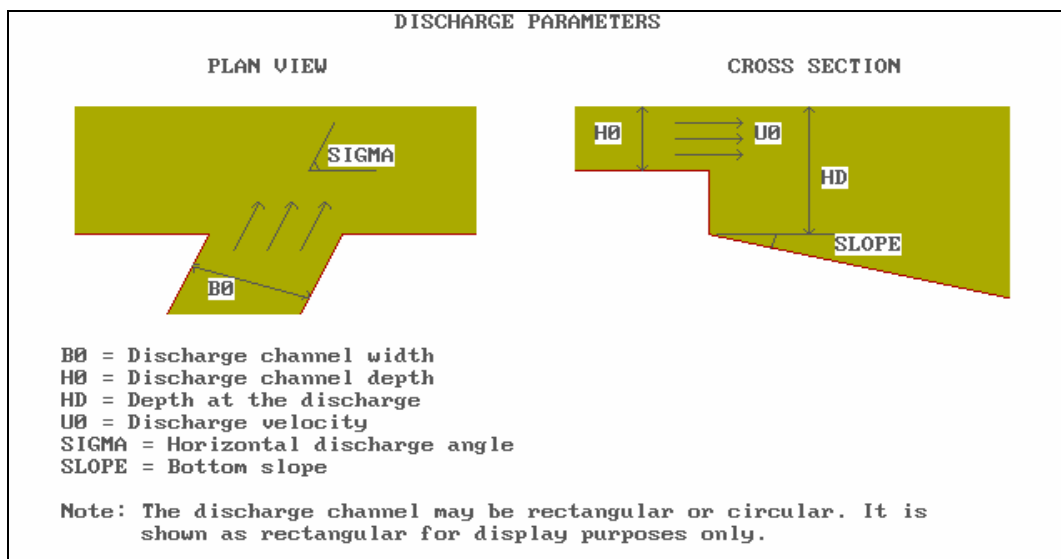 DISCHARGE PARAMETERS
PLAN VIEW
CROSS SECTION
SIGMA
B0
H0
U0
HD
SLOPE
B0 = Discharge channel width
H0 = Discharge channel depth
HD = Depth at the discharge
U0 = Discharge velocity
SIGMA = Horizontal discharge angle
SLOPE = Bottom slope
Note: The discharge channel may be rectangular or circular. It is
shown as rectangular for display purposes only.